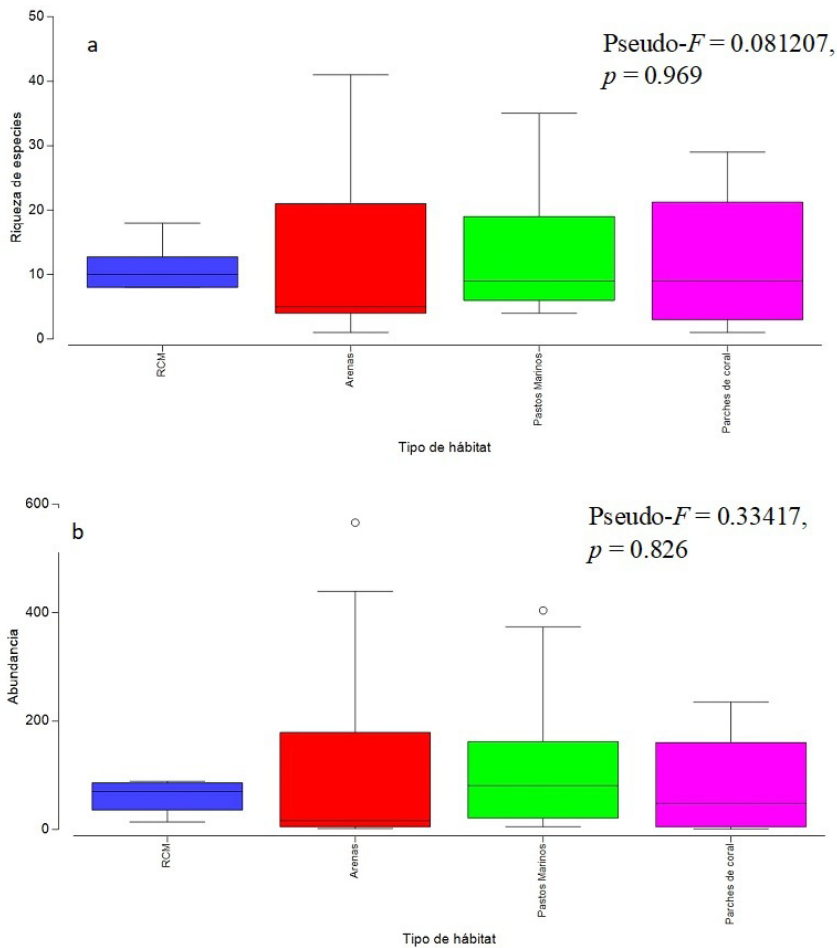 a
Pseudo-F = 0.081207,
p = 0.969
Riqueza de especies
50
40
30
20
10
0
RCM
Arenas
Pastos Marinos
Parches de coral
Tipo de hábitat
b
Pseudo-F = 0.33417,
p = 0.826
Abundancia
600
400
200
0
RCM
Arenas
Pastos Marinos
Parches de coral
Tipo de hábitat